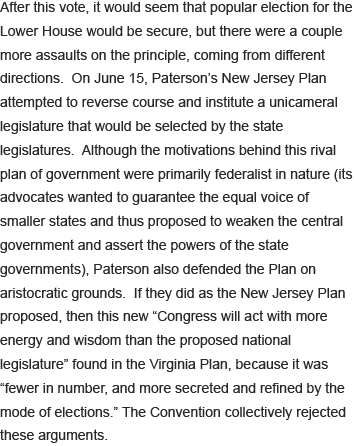 After this vote, it would seem that popular election for the
Lower House would be secure, but there were a couple
more assaults on the principle, coming from different
directions.  On June 15, Paterson's New Jersey Plan
attempted to reverse course and institute a unicameral
legislature that would be selected by the state
legislatures.  Although the motivations behind this rival
plan of government were primarily federalist in nature (its
advocates wanted to guarantee the equal voice of
smaller states and thus proposed to weaken the central
government and assert the powers of the state
governments), Paterson also defended the Plan on
aristocratic grounds.  If they did as the New Jersey Plan
proposed, then this new “Congress will act with more
energy and wisdom than the proposed national
legislature” found in the Virginia Plan, because it was
“fewer in number, and more secreted and refined by the
mode of elections.” The Convention collectively rejected
these arguments.